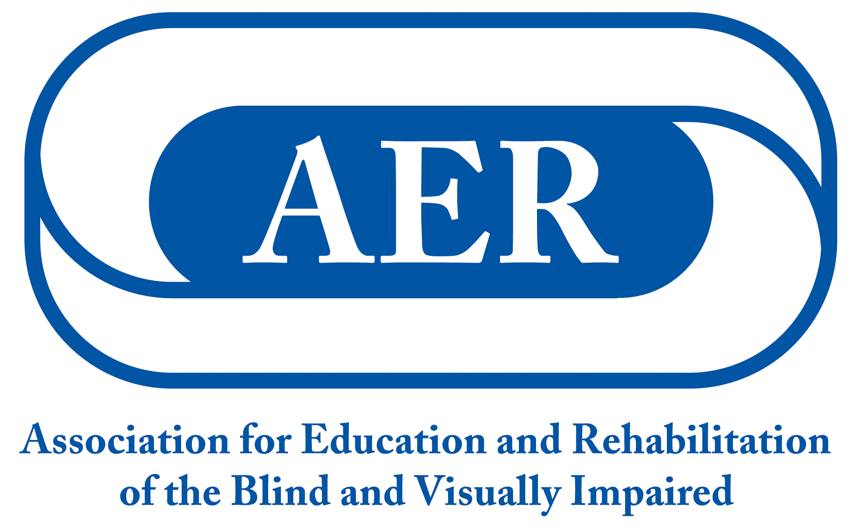 AER
Association for Education and Rehabilitation
of the Blind and Visually Impaired